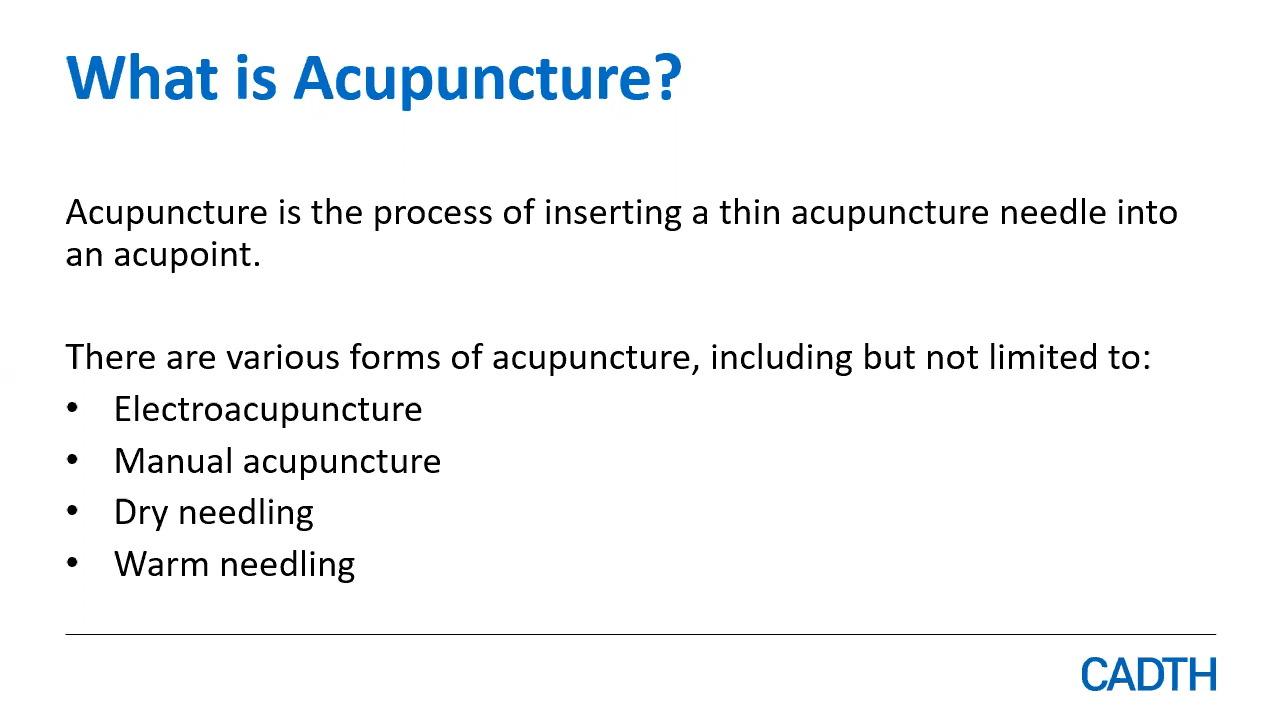 What is Acupuncture?
Acupuncture is the process of inserting a thin acupuncture needle into
an acupoint.
There are various forms of acupuncture, including but not limited to:
• Electroacupuncture
• Manual acupuncture
• Dry needling
• Warm needling
CADTH